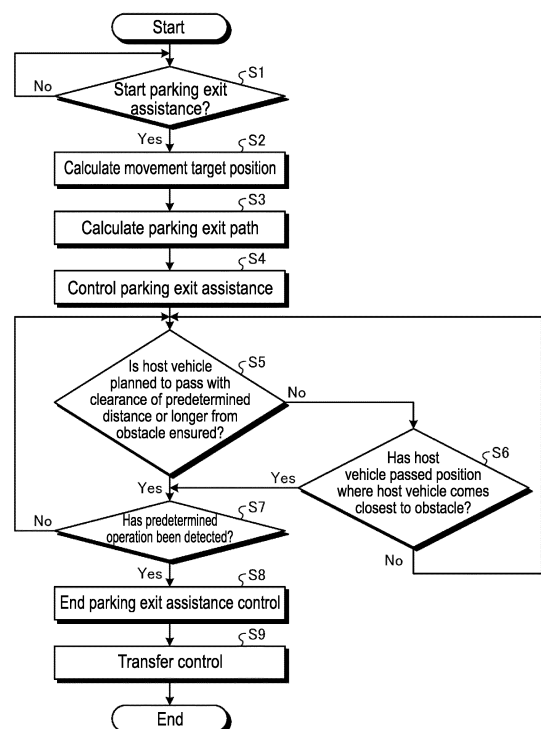 Start
No
S1
Start parking exit
assistance?
Yes
S2
Calculate movement target position
S3
Calculate parking exit path
S4
Control parking exit assistance
S5
Is host vehicle
planned to pass with
clearance of predetermined
distance or longer from
obstacle ensured?
No
S6
Has host
vehicle passed position
where host vehicle comes
closest to obstacle?
Yes
No
Yes
S7
Has predetermined
operation been detected?
No
Yes
S8
End parking exit assistance control
S9
Transfer control
End